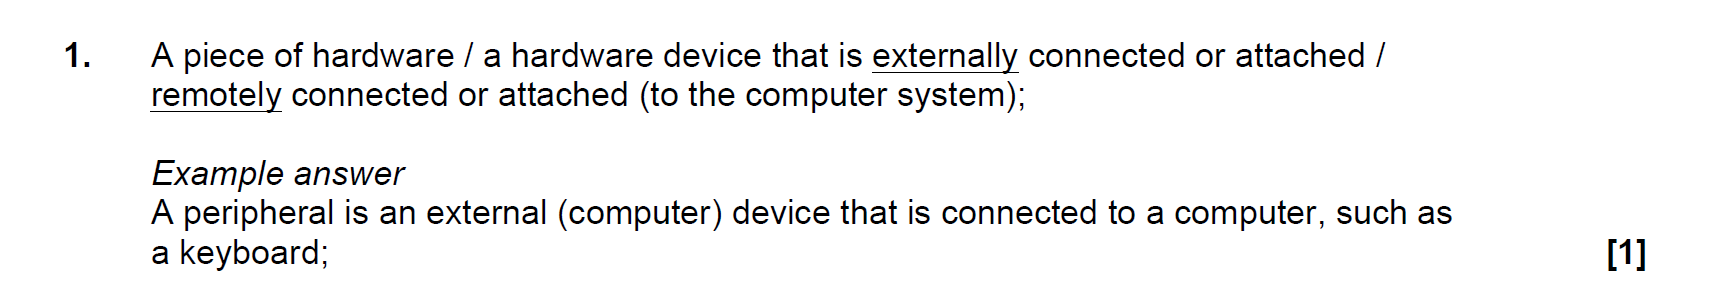 1. A piece of hardware / a hardware device that is externally connected or attached /
remotely connected or attached (to the computer system);
Example answer
A peripheral is an external (computer) device that is connected to a computer, such as
a keyboard; [1]